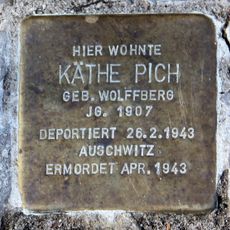 HIER WOHNTE
KÄTHE PICH
GEB. WOLFFBERG
JG. 1907
DEPORTIERT 26.2.1943
AUSCHWITZ
ERMORDET APR. 1943